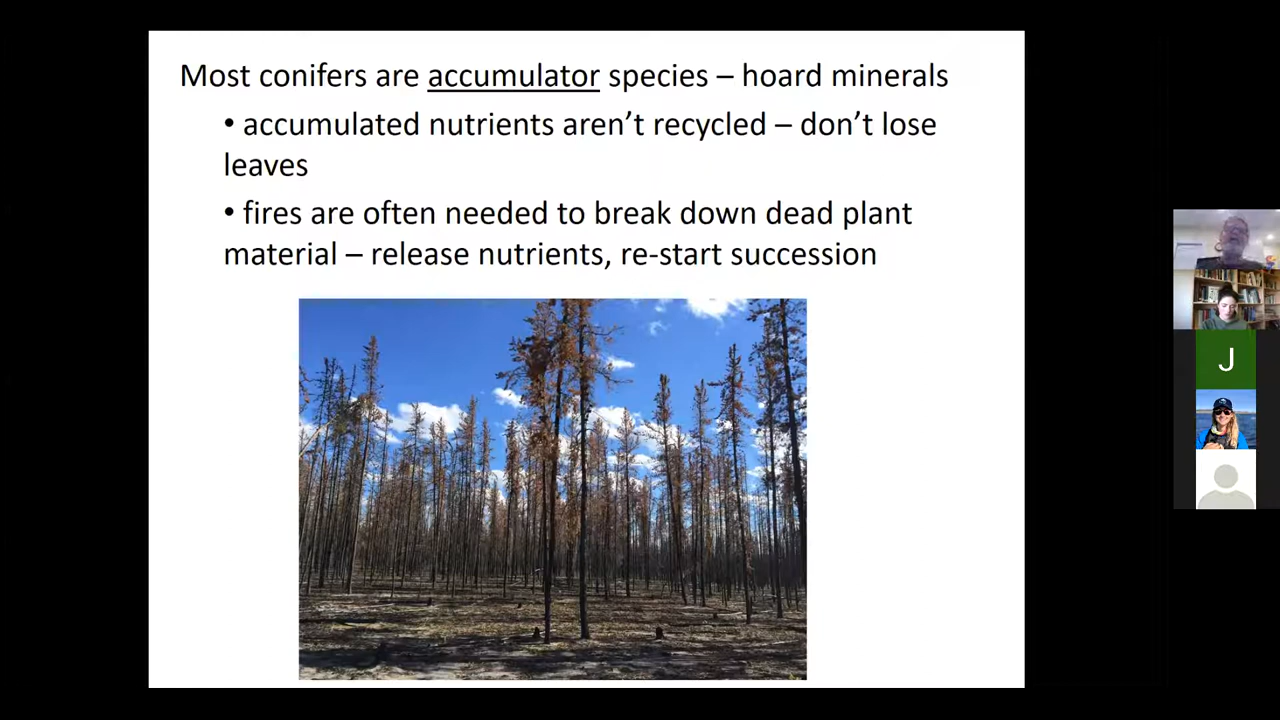 Most conifers are accumulator species – hoard minerals
• accumulated nutrients aren’t recycled – don’t lose
leaves
• fires are often needed to break down dead plant
material – release nutrients, re-start succession
J